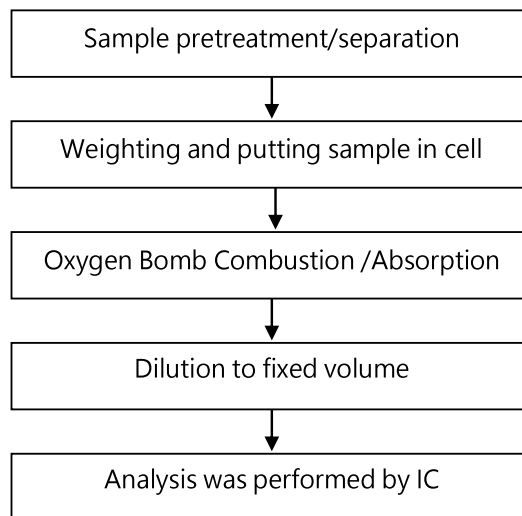 Sample pretreatment/separation
Weighting and putting sample in cell
Oxygen Bomb Combustion /Absorption
Dilution to fixed volume
Analysis was performed by IC